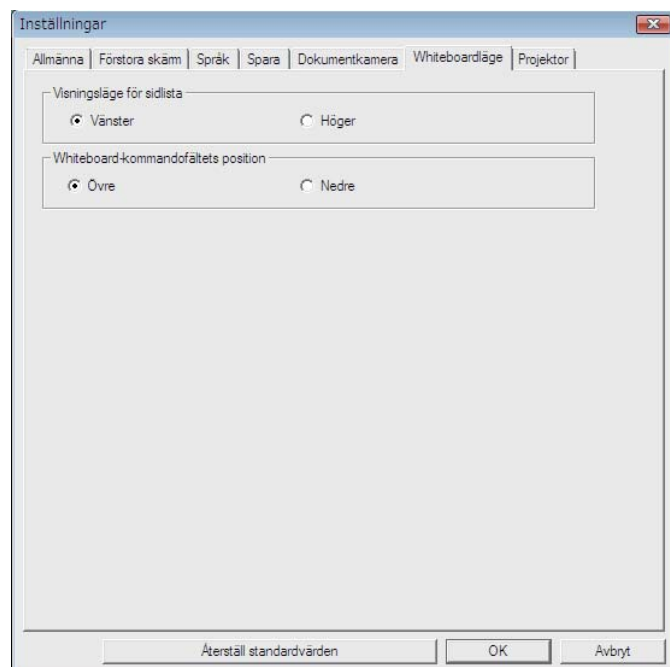 Inställningar
Allmänna Förstora skärm Språk Spara Dokumentkamera Whiteboardläge Projektor
Visningsläge för sidlista
Vänster Höger
Whiteboard-kommandofältets position
Övre Nedre
Återställ standardvärden OK Avbryt